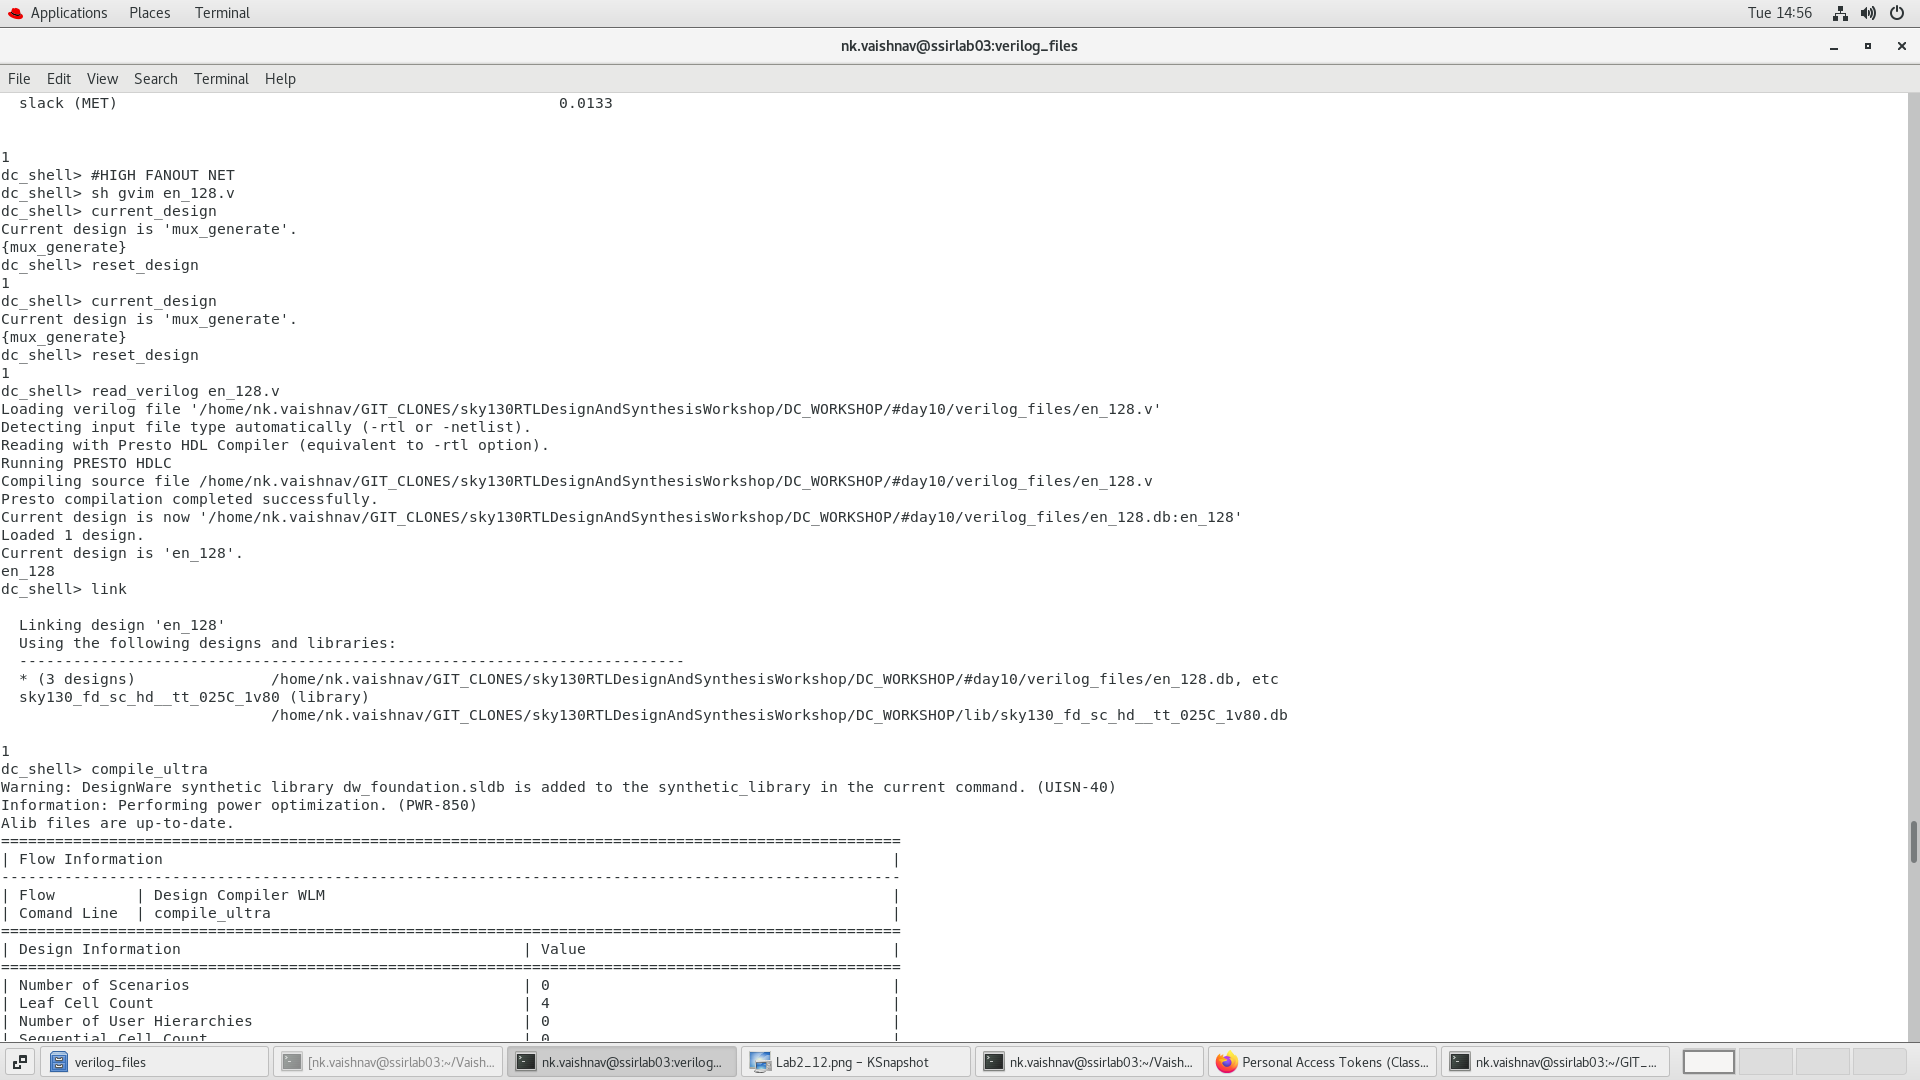 Applications Places Terminal Tue 14:56
nk.vaishnav@ssirlab03:verilog_files
File Edit View Search Terminal Help
  slack (MET)                                                 0.0133
1
dc_shell> #HIGH FANOUT NET
dc_shell> sh gvim en_128.v
dc_shell> current_design
Current design is 'mux_generate'.
{mux_generate}
dc_shell> reset_design
1
dc_shell> current_design
Current design is 'mux_generate'.
{mux_generate}
dc_shell> reset_design
1
dc_shell> read_verilog en_128.v
Loading verilog file '/home/nk.vaishnav/GIT_CLONES/sky130RTLDesignAndSynthesisWorkshop/DC_WORKSHOP/#day10/verilog_files/en_128.v'
Detecting input file type automatically (-rtl or -netlist).
Reading with Presto HDL Compiler (equivalent to -rtl option).
Running PRESTO HDLC
Compiling source file /home/nk.vaishnav/GIT_CLONES/sky130RTLDesignAndSynthesisWorkshop/DC_WORKSHOP/#day10/verilog_files/en_128.v
Presto compilation completed successfully.
Current design is now '/home/nk.vaishnav/GIT_CLONES/sky130RTLDesignAndSynthesisWorkshop/DC_WORKSHOP/#day10/verilog_files/en_128.db:en_128'
Loaded 1 design.
Current design is 'en_128'.
en_128
dc_shell> link
  Linking design 'en_128'
  Using the following designs and libraries:
  --------------------------------------------------------------------------
  * (3 designs)               /home/nk.vaishnav/GIT_CLONES/sky130RTLDesignAndSynthesisWorkshop/DC_WORKSHOP/#day10/verilog_files/en_128.db, etc
  sky130_fd_sc_hd__tt_025C_1v80 (library)
                              /home/nk.vaishnav/GIT_CLONES/sky130RTLDesignAndSynthesisWorkshop/DC_WORKSHOP/lib/sky130_fd_sc_hd__tt_025C_1v80.db
1
dc_shell> compile_ultra
Warning: DesignWare synthetic library dw_foundation.sldb is added to the synthetic_library in the current command. (UISN-40)
Information: Performing power optimization. (PWR-850)
Alib files are up-to-date.
====================================================================================================
| Flow Information                                                                                 |
----------------------------------------------------------------------------------------------------
| Flow         | Design Compiler WLM                                                               |
| Comand Line  | compile_ultra                                                                     |
====================================================================================================
| Design Information                                      | Value                                  |
====================================================================================================
| Number of Scenarios                                     | 0                                      |
| Leaf Cell Count                                         | 4                                      |
| Number of User Hierarchies                              | 0                                      |
| Sequential Cell Count                                   | 0                                      |
verilog_files [nk.vaishnav@ssirlab03:~/Vaish... nk.vaishnav@ssirlab03:verilog... Lab2_12.png – KSnapshot nk.vaishnav@ssirlab03:~/Vaish... Personal Access Tokens (Class... nk.vaishnav@ssirlab03:~/GIT_...